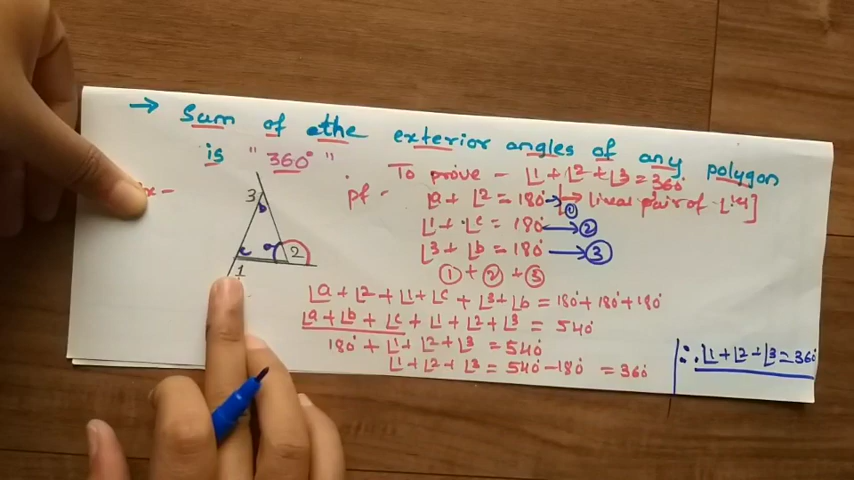 → Sum of the exterior angles of any polygon
is " 360° "
To prove - ∠1+∠2+∠3=360°
pf - ∠a+∠2=180° → ① → linear pair of ∠'s]
∠1+∠c=180° → ②
∠3+∠b=180° → ③
①+②+③
∠a+∠2+∠1+∠c+∠3+∠b=180°+180°+180°
∠a+∠b+∠c+∠1+∠2+∠3=540°
180°+∠1+∠2+∠3=540°
∠1+∠2+∠3=540°-180° =360°
∴ ∠1+∠2+∠3=360°
3
b
c a 2
1